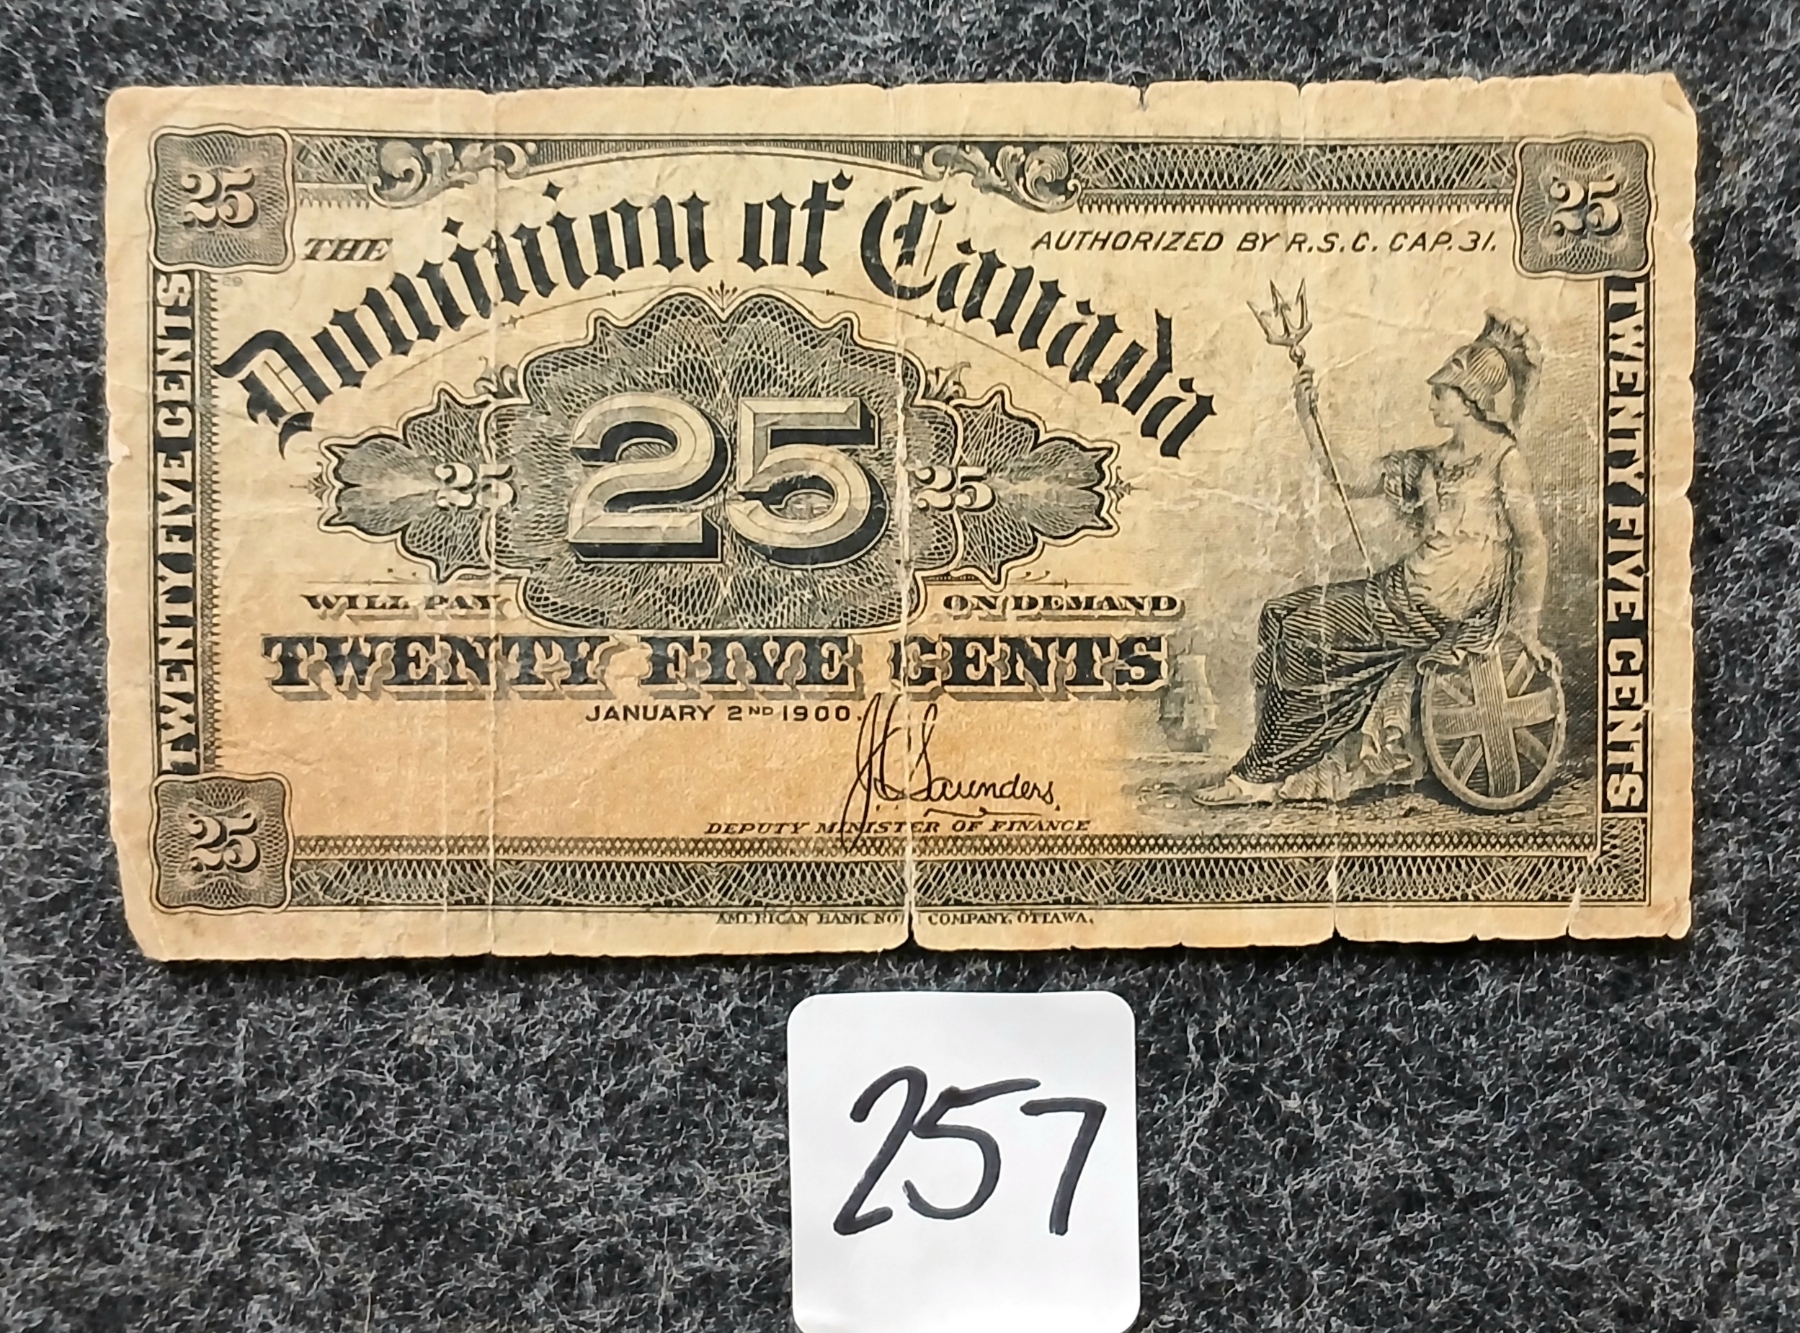 25
25
THE
Dominion of Canada
AUTHORIZED BY R.S.C. CAP. 31.
TWENTY FIVE CENTS
TWENTY FIVE CENTS
25
25
25
WILL PAY
ON DEMAND
TWENTY FIVE CENTS
JANUARY 2ND 1900.
J C Saunders
DEPUTY MINISTER OF FINANCE
25
AMERICAN BANK NOTE COMPANY, OTTAWA.
257